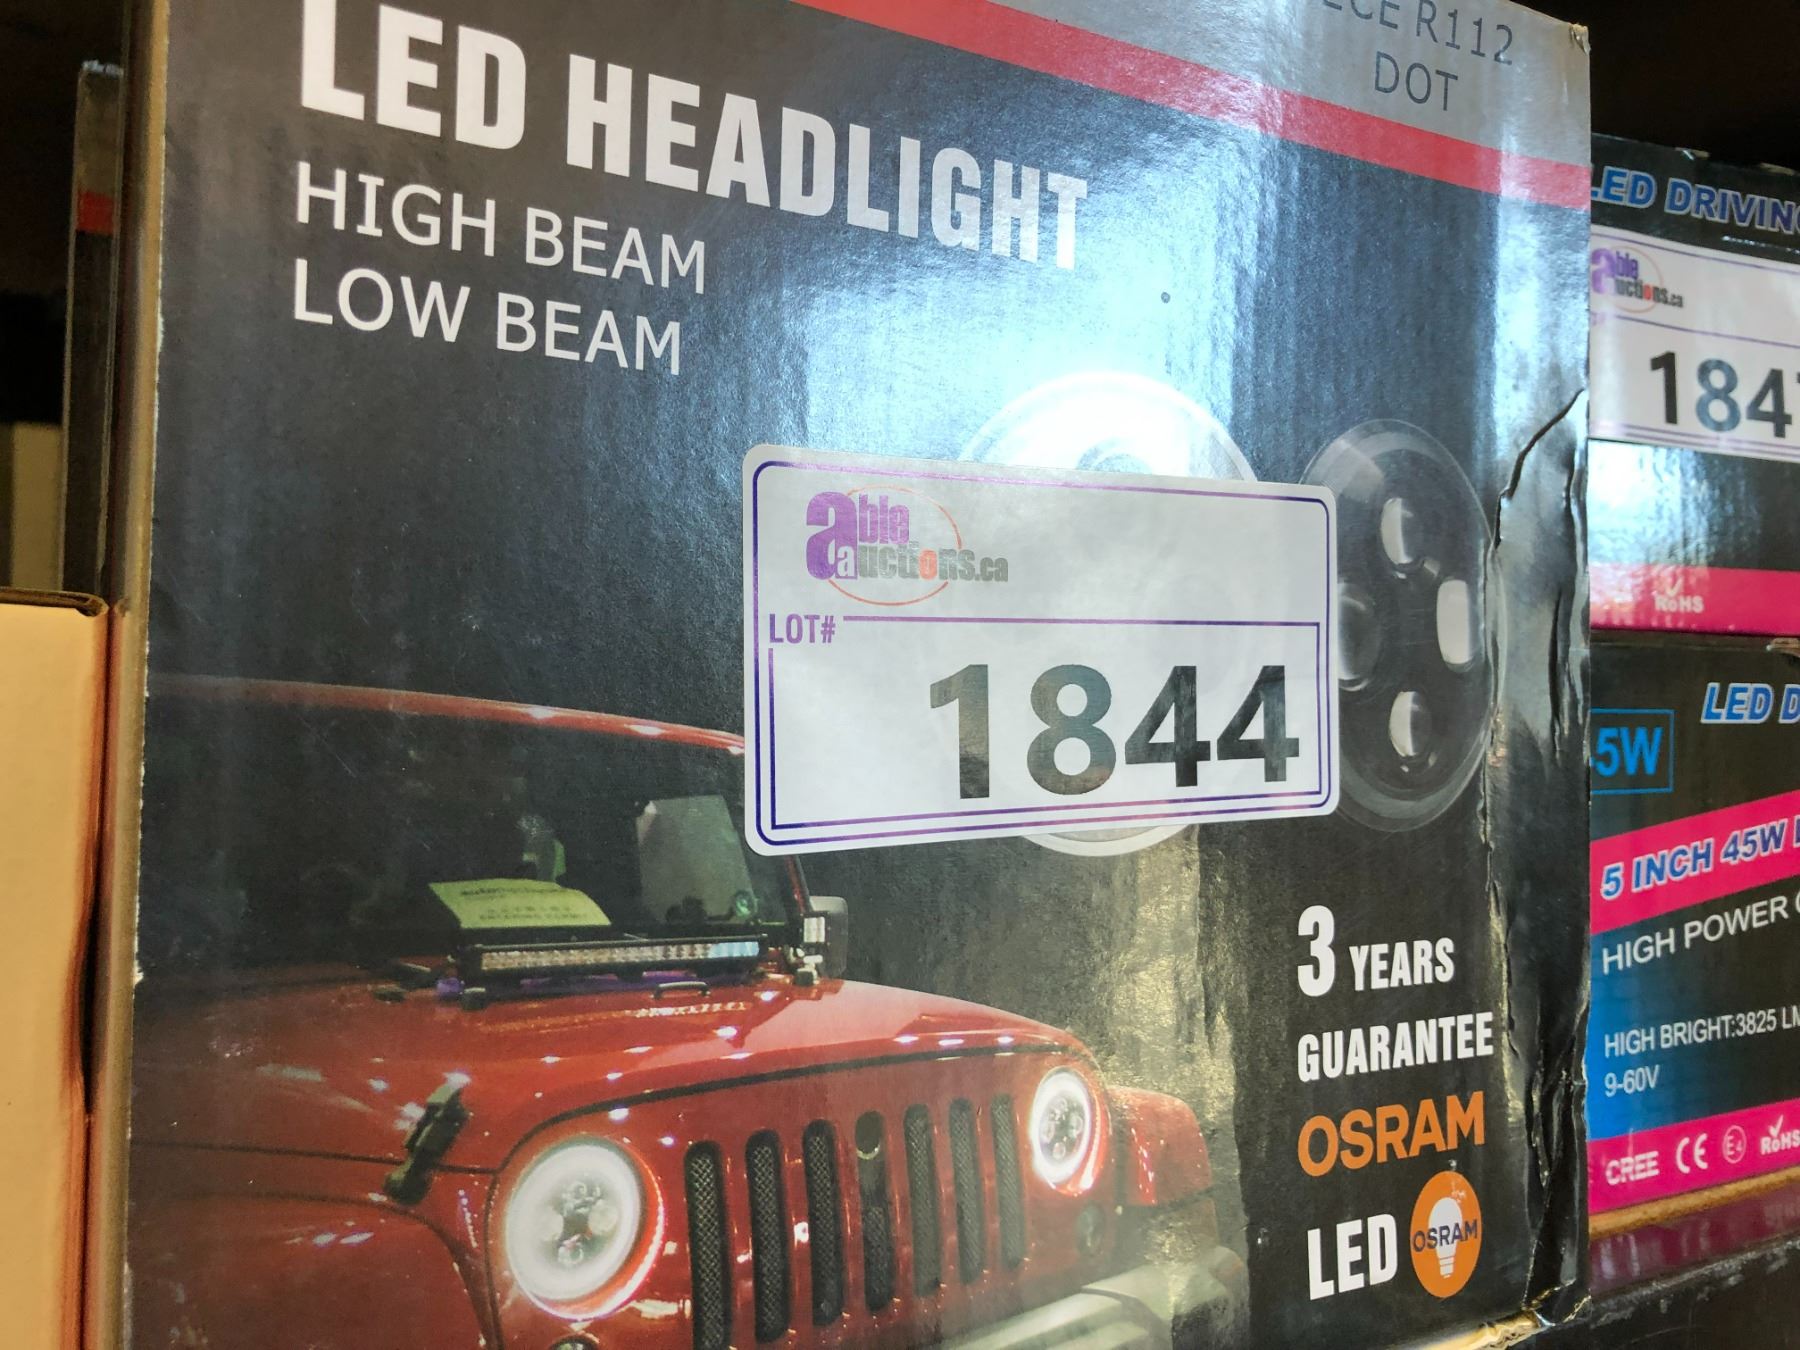 ECE R112
DOT
LED HEADLIGHT
HIGH BEAM
LOW BEAM
able
auctions.ca
LOT#
1844
3 YEARS
GUARANTEE
OSRAM
LED OSRAM
LED DRIVING
able
auctions.ca
184
RoHS
LED D
5W
5 INCH 45W
HIGH POWER
HIGH BRIGHT:3825 LM
9-60V
CREE CE E4 RoHS